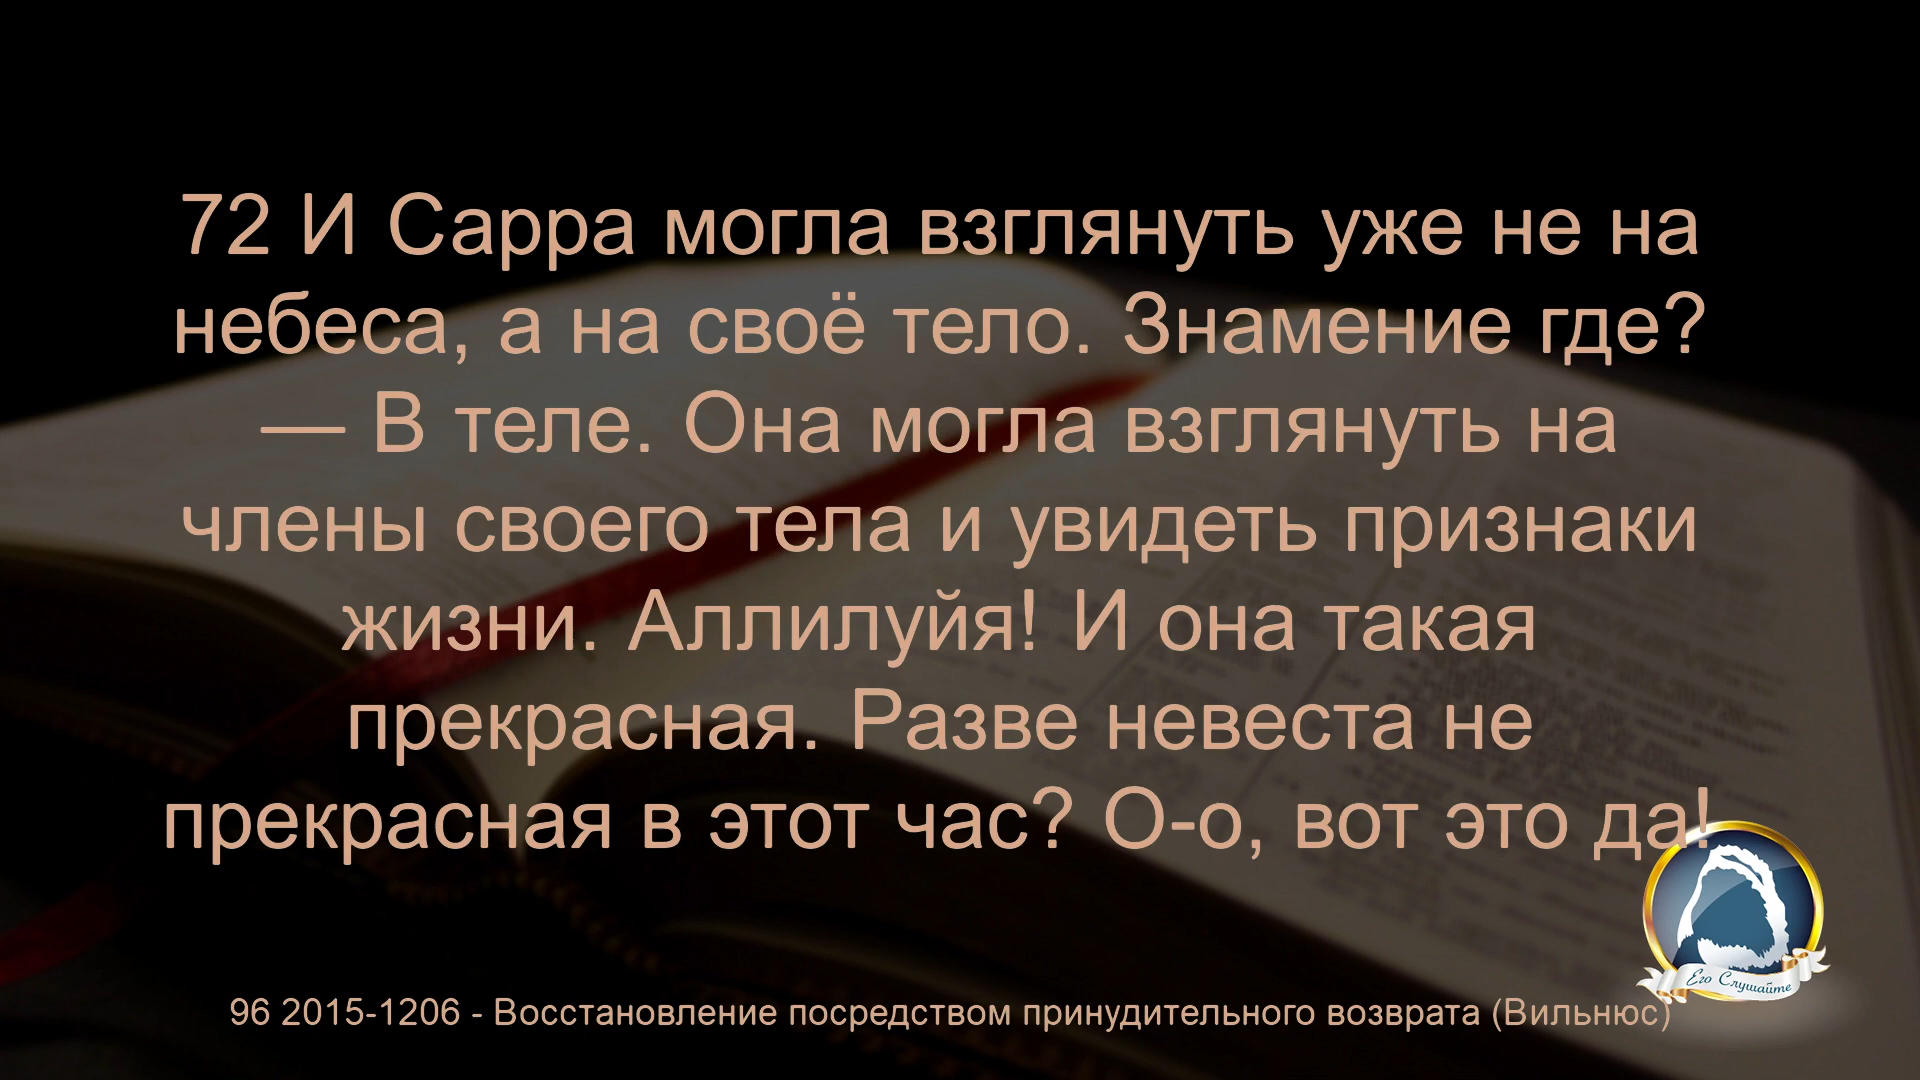 72 И Сарра могла взглянуть уже не на
небеса, а на своё тело. Знамение где?
— В теле. Она могла взглянуть на
члены своего тела и увидеть признаки
жизни. Аллилуйя! И она такая
прекрасная. Разве невеста не
прекрасная в этот час? О-о, вот это да!
Его Слушайте
96 2015-1206 - Восстановление посредством принудительного возврата (Вильнюс)